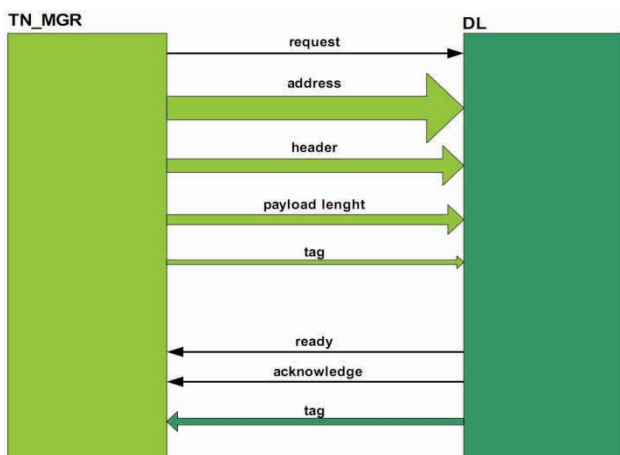 TN_MGR
DL
request
address
header
payload lenght
tag
ready
acknowledge
tag